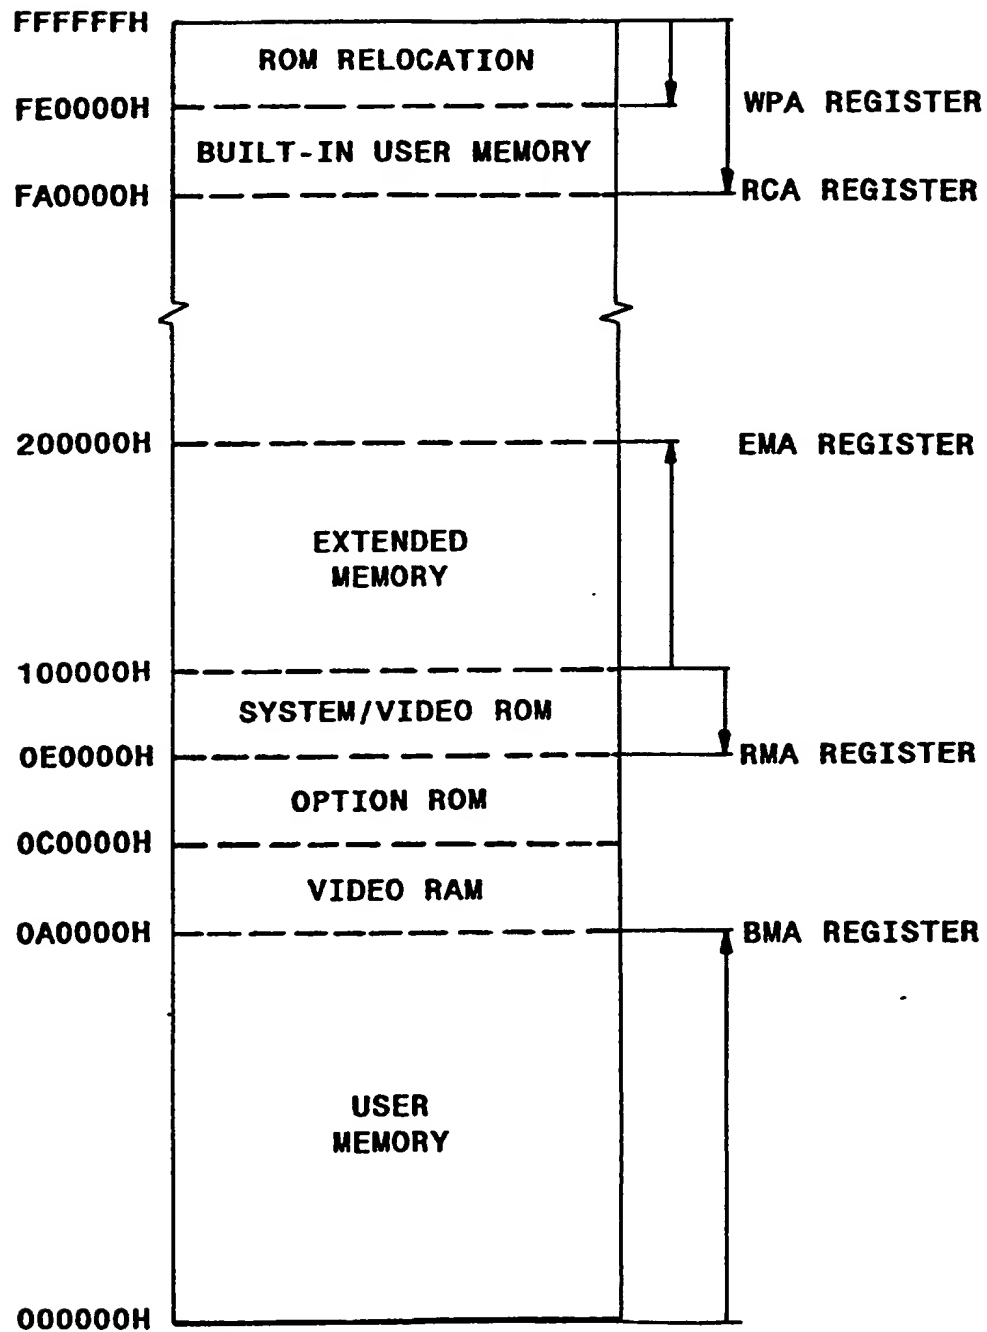 FFFFFFH
ROM RELOCATION
FE0000H
WPA REGISTER
BUILT-IN USER MEMORY
FA0000H
RCA REGISTER
200000H
EMA REGISTER
EXTENDED
MEMORY
100000H
SYSTEM/VIDEO ROM
0E0000H
RMA REGISTER
OPTION ROM
0C0000H
VIDEO RAM
0A0000H
BMA REGISTER
USER
MEMORY
000000H